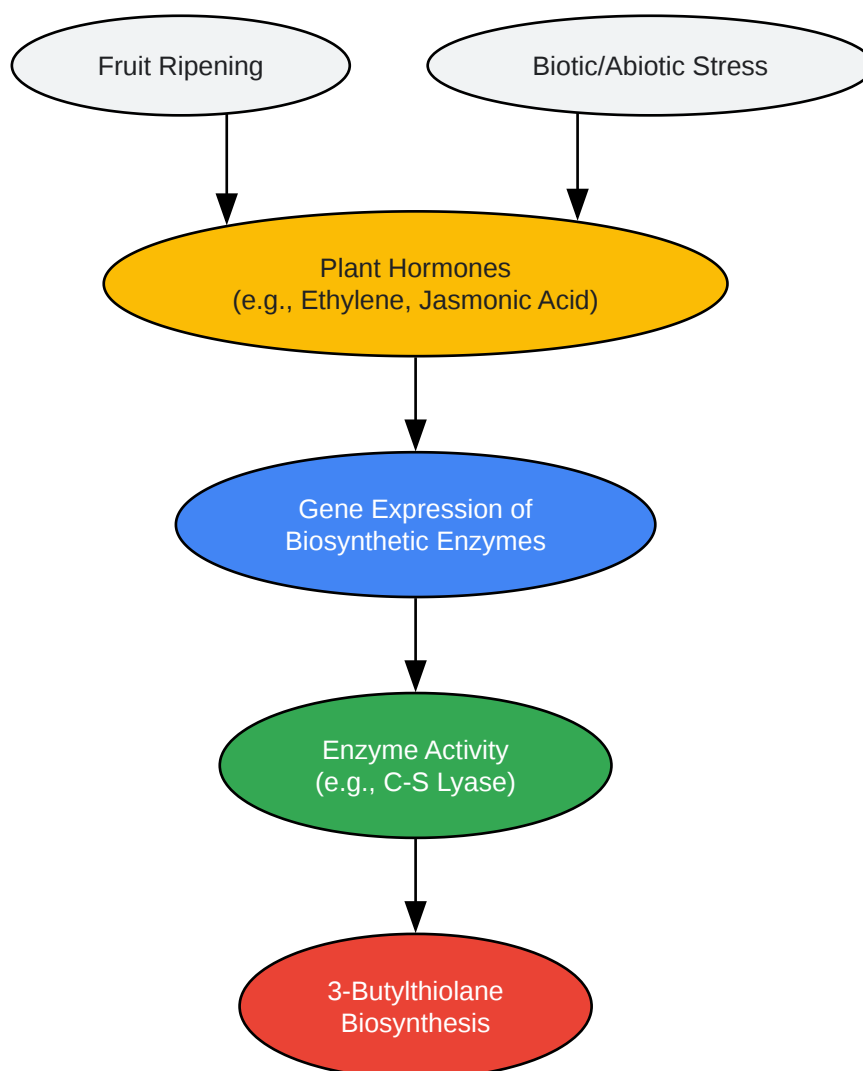 Fruit Ripening
Biotic/Abiotic Stress
Plant Hormones
(e.g., Ethylene, Jasmonic Acid)
Gene Expression of
Biosynthetic Enzymes
Enzyme Activity
(e.g., C-S Lyase)
3-Butylthiolane
Biosynthesis